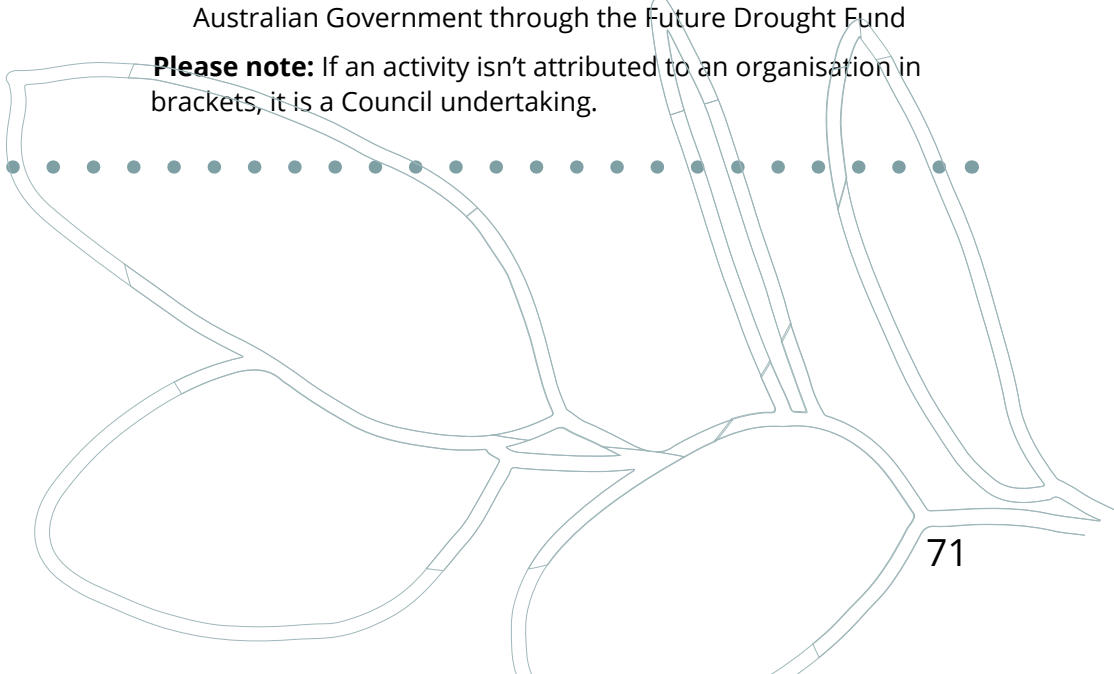 Australian Government through the Future Drought Fund
Please note: If an activity isn’t attributed to an organisation in
brackets, it is a Council undertaking.
71